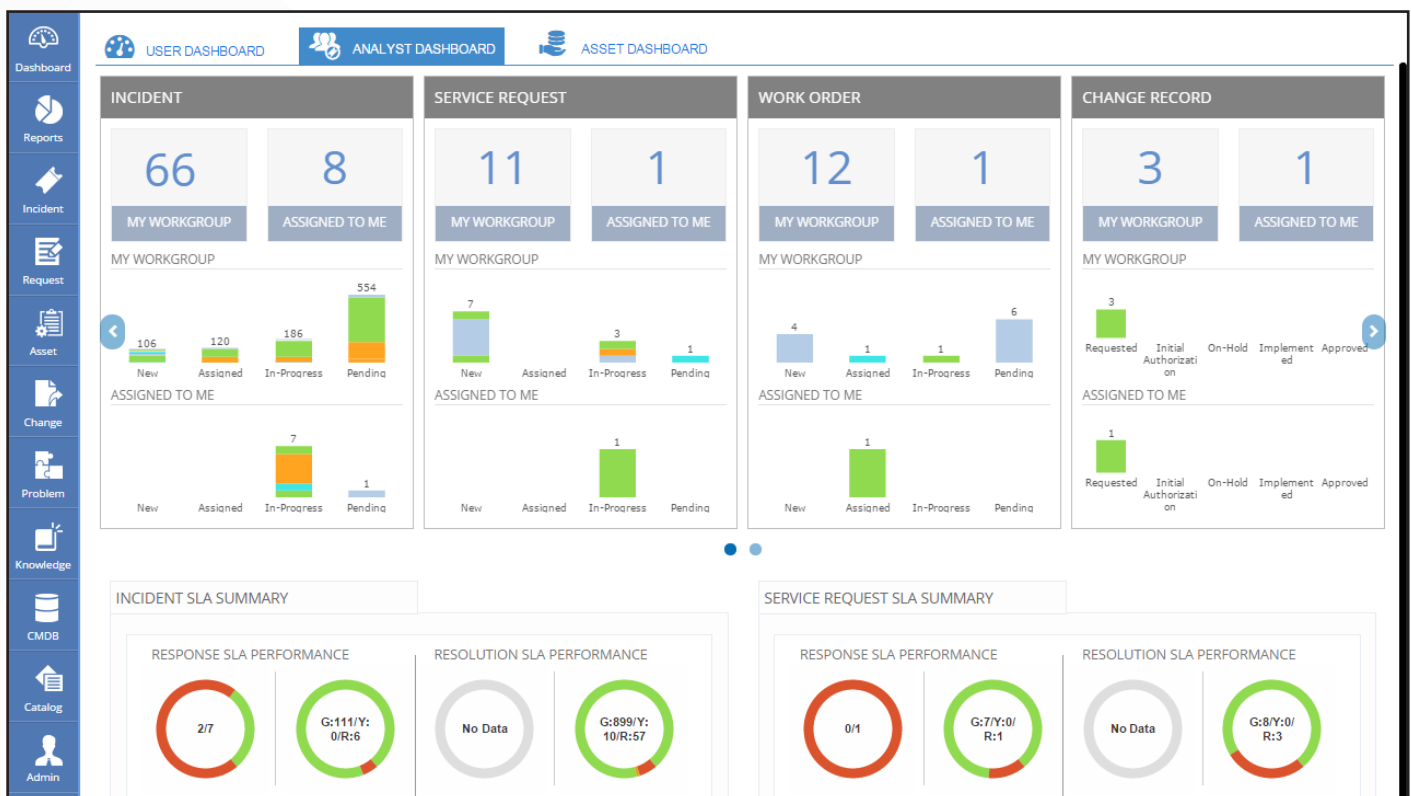 Dashboard
Reports
Incident
Request
Asset
Change
Problem
Knowledge
CMDB
Catalog
Admin
USER DASHBOARD
ANALYST DASHBOARD
ASSET DASHBOARD
INCIDENT
66
8
MY WORKGROUP
ASSIGNED TO ME
MY WORKGROUP
106
120
186
554
New
Assigned
In-Progress
Pending
ASSIGNED TO ME
7
1
New
Assigned
In-Progress
Pending
SERVICE REQUEST
11
1
MY WORKGROUP
ASSIGNED TO ME
MY WORKGROUP
7
3
1
New
Assigned
In-Progress
Pending
ASSIGNED TO ME
1
New
Assigned
In-Progress
Pending
WORK ORDER
12
1
MY WORKGROUP
ASSIGNED TO ME
MY WORKGROUP
4
1
1
6
New
Assigned
In-Progress
Pending
ASSIGNED TO ME
1
New
Assigned
In-Progress
Pending
CHANGE RECORD
3
1
MY WORKGROUP
ASSIGNED TO ME
MY WORKGROUP
3
Requested
Initial
Authorizati
on
On-Hold
Implement
ed
Approved
ASSIGNED TO ME
1
Requested
Initial
Authorizati
on
On-Hold
Implement
ed
Approved
INCIDENT SLA SUMMARY
RESPONSE SLA PERFORMANCE
2/7
G:111/Y:
0/R:6
RESOLUTION SLA PERFORMANCE
No Data
G:899/Y:
10/R:57
SERVICE REQUEST SLA SUMMARY
RESPONSE SLA PERFORMANCE
0/1
G:7/Y:0/
R:1
RESOLUTION SLA PERFORMANCE
No Data
G:8/Y:0/
R:3